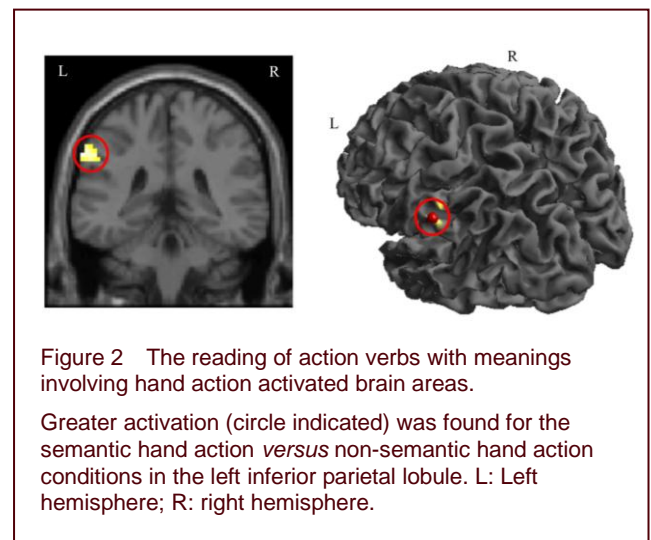 L
R
R
L
Figure 2 The reading of action verbs with meanings
involving hand action activated brain areas.
Greater activation (circle indicated) was found for the
semantic hand action versus non-semantic hand action
conditions in the left inferior parietal lobule. L: Left
hemisphere; R: right hemisphere.